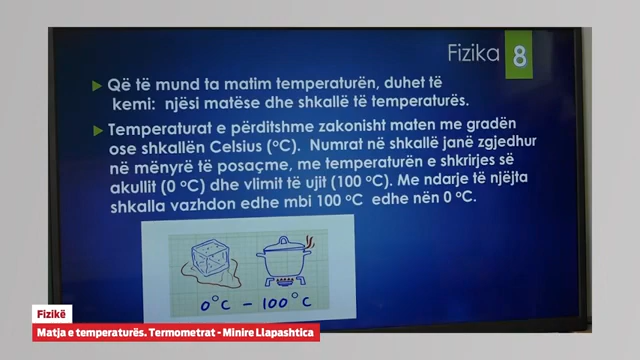 Fizika 8
Që të mund ta matim temperaturën, duhet të
kemi: njësi matëse dhe shkallë të temperaturës.
Temperaturat e përditshme zakonisht maten me gradën
ose shkallën Celsius (°C). Numrat në shkallë janë zgjedhur
në mënyrë të posaçme, me temperaturën e shkrirjes së
akullit (0 °C) dhe vlimit të ujit (100 °C). Me ndarje të njëjta
shkalla vazhdon edhe mbi 100 °C edhe nën 0 °C.
0°C – 100°C
Fizikë
Matja e temperaturës. Termometrat - Minire Llapashtica